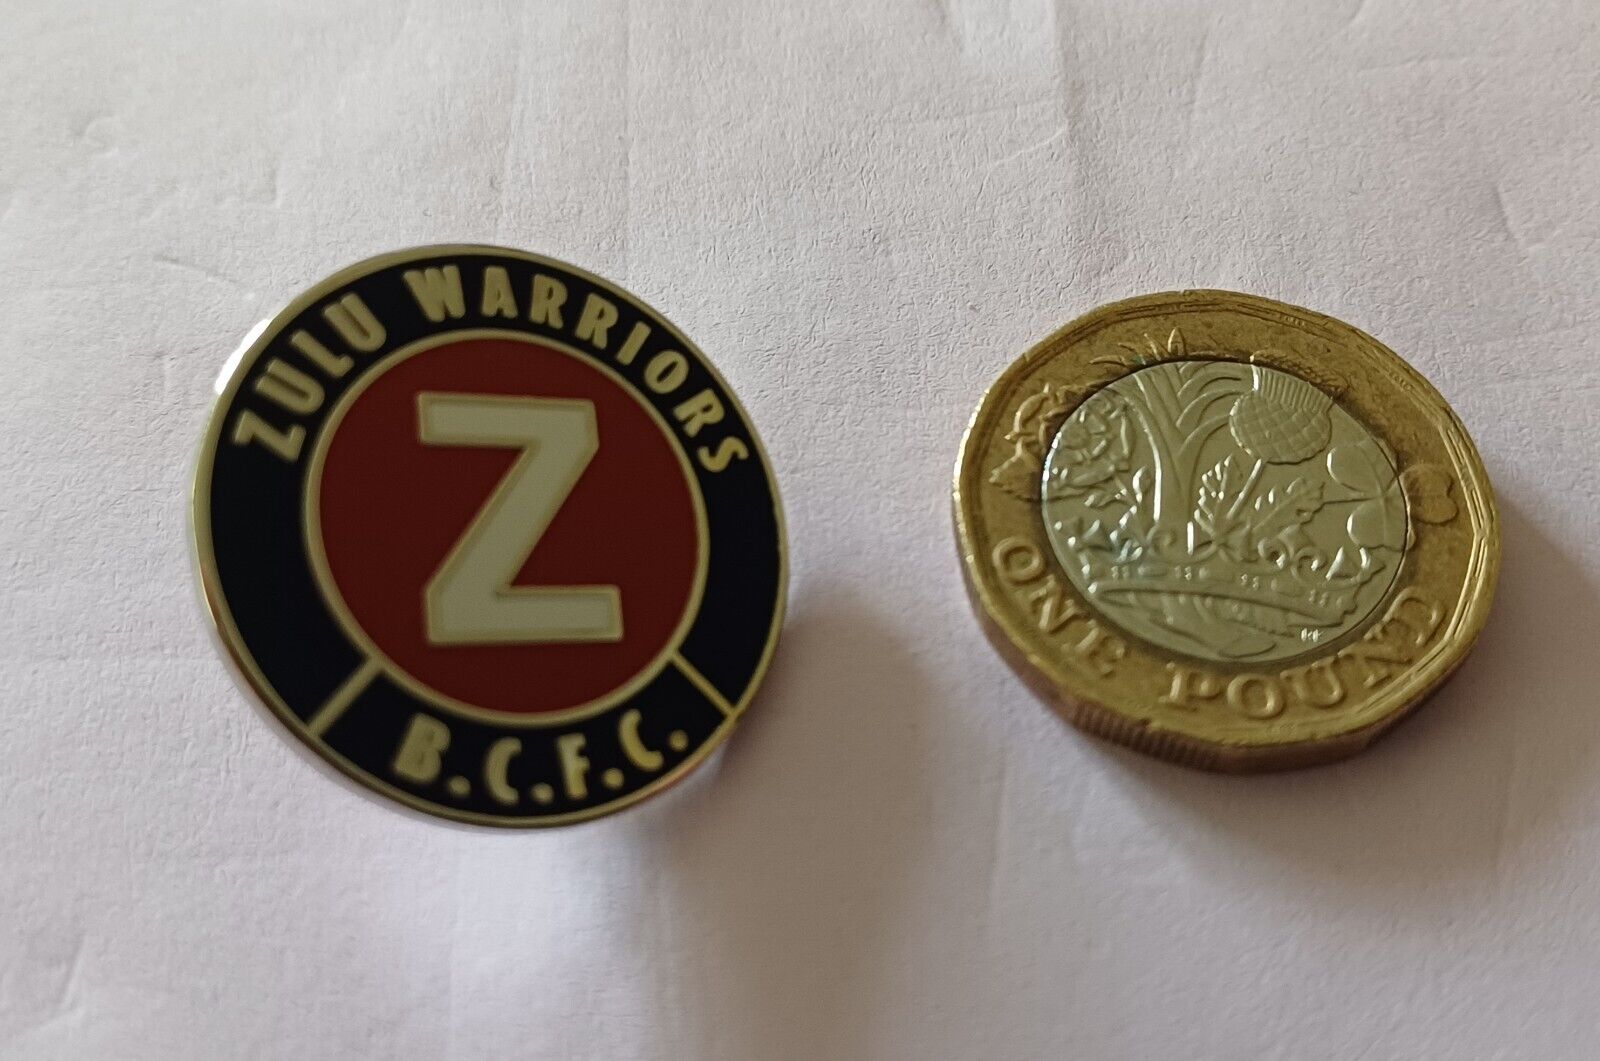 ZULU WARRIORS
Z
B.C.F.C.
ONE POUND